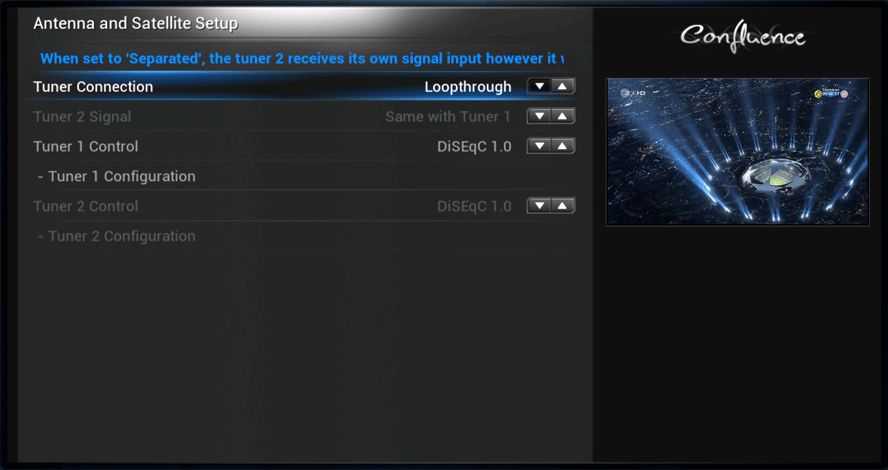 Antenna and Satellite Setup
When set to 'Separated', the tuner 2 receives its own signal input however it
Tuner Connection Loopthrough
Tuner 2 Signal Same with Tuner 1
Tuner 1 Control DiSEqC 1.0
- Tuner 1 Configuration
Tuner 2 Control DiSEqC 1.0
- Tuner 2 Configuration
Confluence
HD